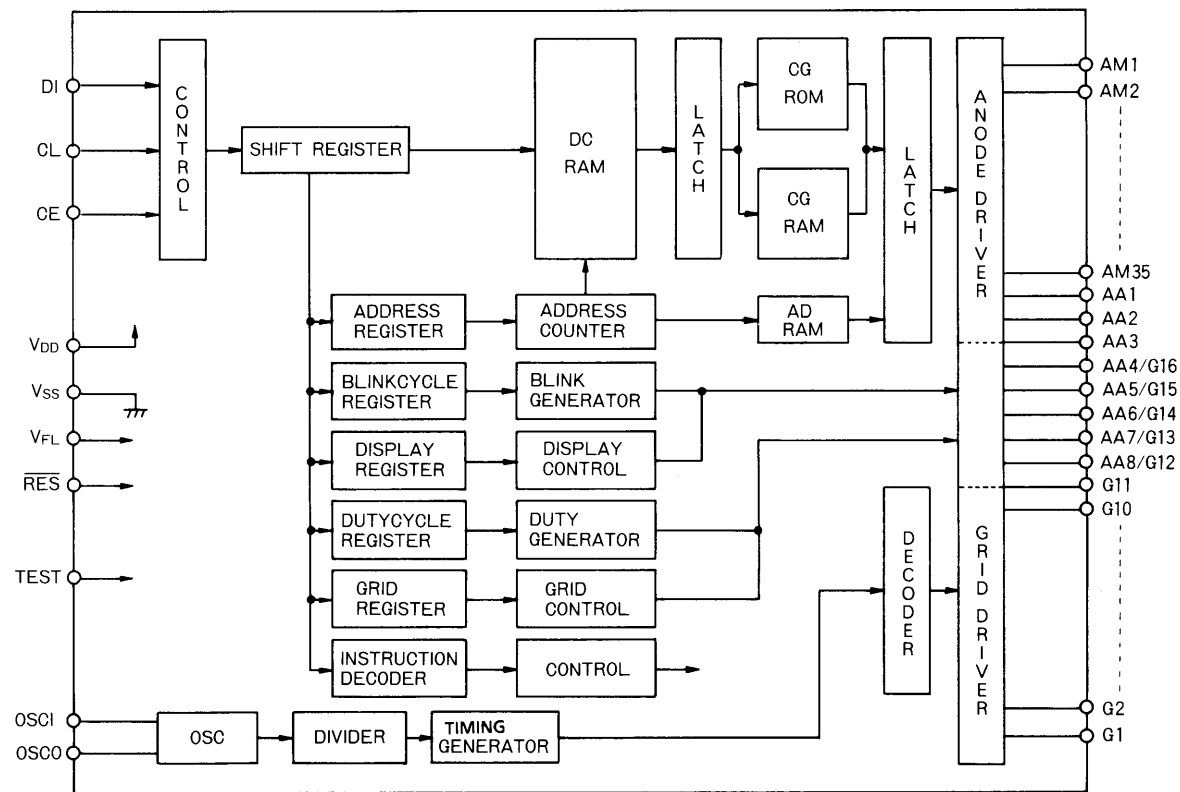 DI
CL
CE
VDD
VSS
VFL
RES
TEST
OSCI
OSCO
CONTROL
SHIFT REGISTER
DC
RAM
LATCH
CG
ROM
CG
RAM
LATCH
ANODE DRIVER
ADDRESS
REGISTER
ADDRESS
COUNTER
AD
RAM
BLINKCYCLE
REGISTER
BLINK
GENERATOR
DISPLAY
REGISTER
DISPLAY
CONTROL
DUTYCYCLE
REGISTER
DUTY
GENERATOR
GRID
REGISTER
GRID
CONTROL
INSTRUCTION
DECODER
CONTROL
OSC
DIVIDER
TIMING
GENERATOR
DECODER
GRID DRIVER
AM1
AM2
AM35
AA1
AA2
AA3
AA4/G16
AA5/G15
AA6/G14
AA7/G13
AA8/G12
G11
G10
G2
G1